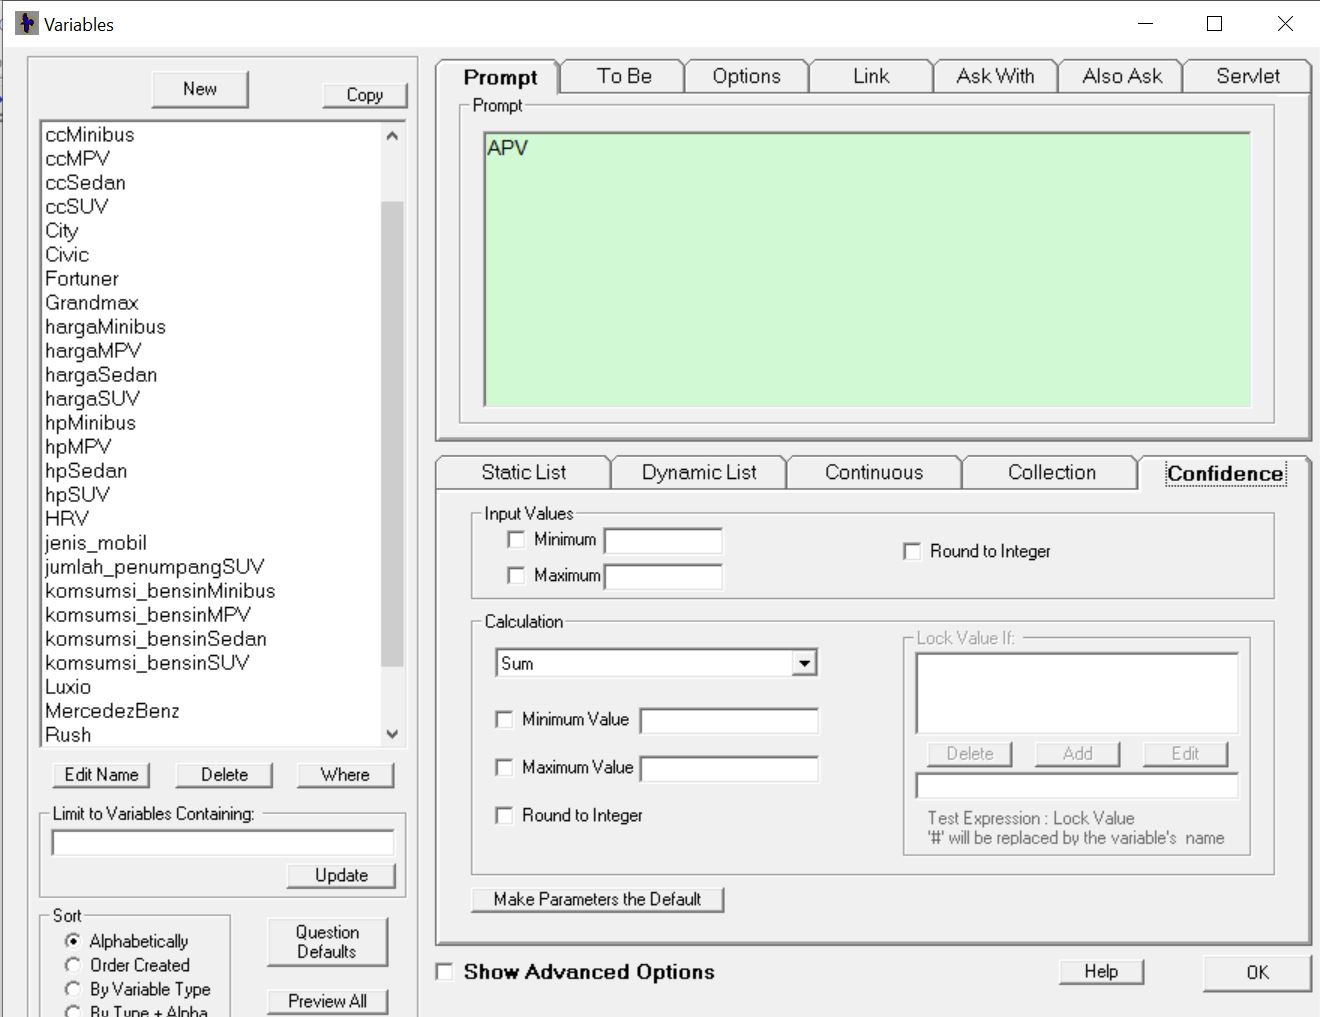 Variables
New
Copy
ccMinibus
ccMPV
ccSedan
ccSUV
City
Civic
Fortuner
Grandmax
hargaMinibus
hargaMPV
hargaSedan
hargaSUV
hpMinibus
hpMPV
hpSedan
hpSUV
HRV
jenis_mobil
jumlah_penumpangSUV
komsumsi_bensinMinibus
komsumsi_bensinMPV
komsumsi_bensinSedan
komsumsi_bensinSUV
Luxio
MercedezBenz
Rush
Edit Name Delete Where
Limit to Variables Containing:
Update
Sort
Alphabetically
Order Created
By Variable Type
By Type + Alpha
Question
Defaults
Preview All
Prompt To Be Options Link Ask With Also Ask Servlet
Prompt
APV
Static List Dynamic List Continuous Collection Confidence
Input Values
Minimum
Maximum
Round to Integer
Calculation
Sum
Minimum Value
Maximum Value
Round to Integer
Lock Value If:
Delete Add Edit
Test Expression : Lock Value
'#' will be replaced by the variable's name
Make Parameters the Default
Show Advanced Options
Help
OK